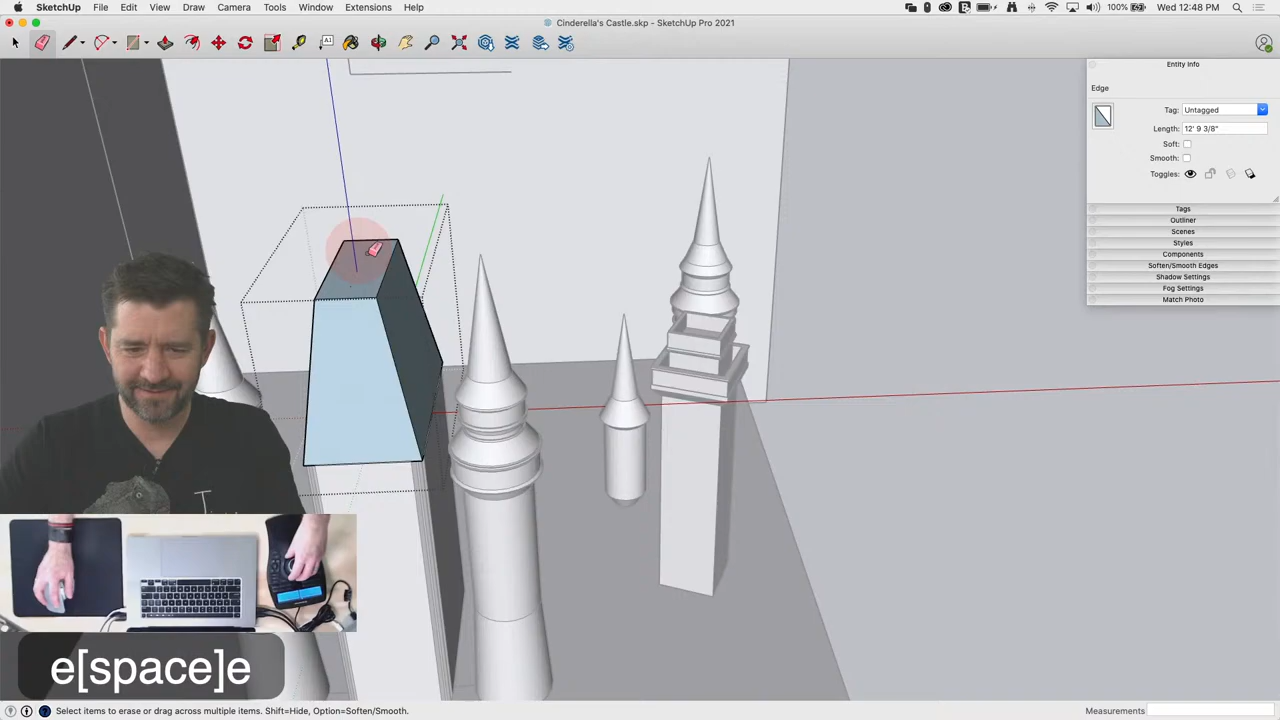 SketchUp File Edit View Draw Camera Tools Window Extensions Help
100% Wed 12:48 PM
Cinderella's Castle.skp - SketchUp Pro 2021
Entity Info
Edge
Tag: Untagged
Length: 12' 9 3/8"
Soft:
Smooth:
Toggles:
Tags
Outliner
Scenes
Styles
Components
Soften/Smooth Edges
Shadow Settings
Fog Settings
Match Photo
e[space]e
Select items to erase or drag across multiple items. Shift=Hide, Option=Soften/Smooth.
Measurements